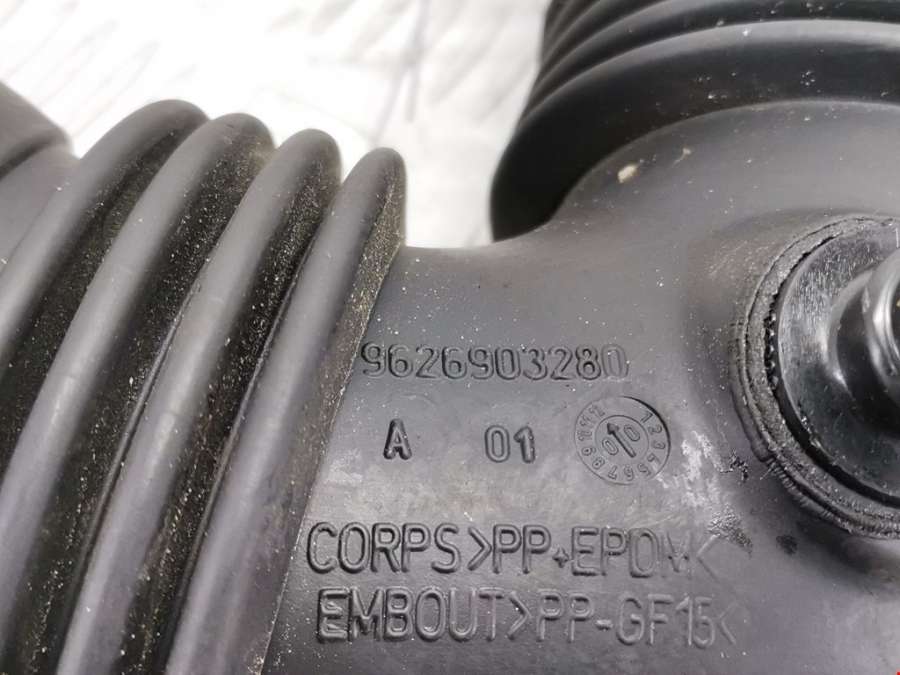 9626903280
A 01
CORPS>PP+EPDM<
EMBOUT>PP-GF15<